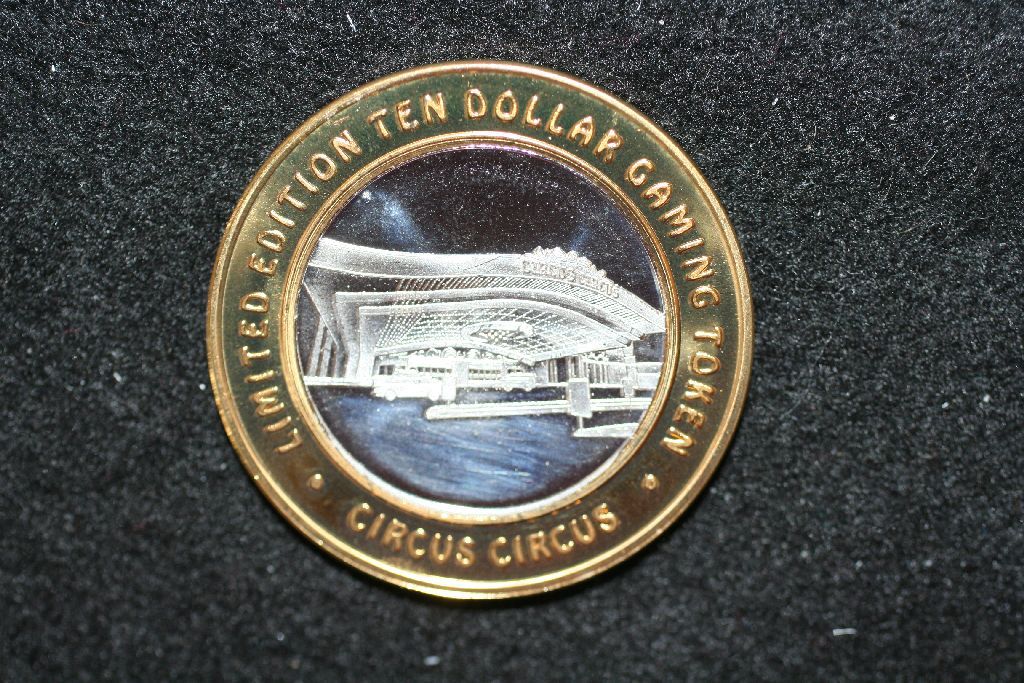 LIMITED EDITION TEN DOLLAR GAMING TOKEN
CIRCUS CIRCUS